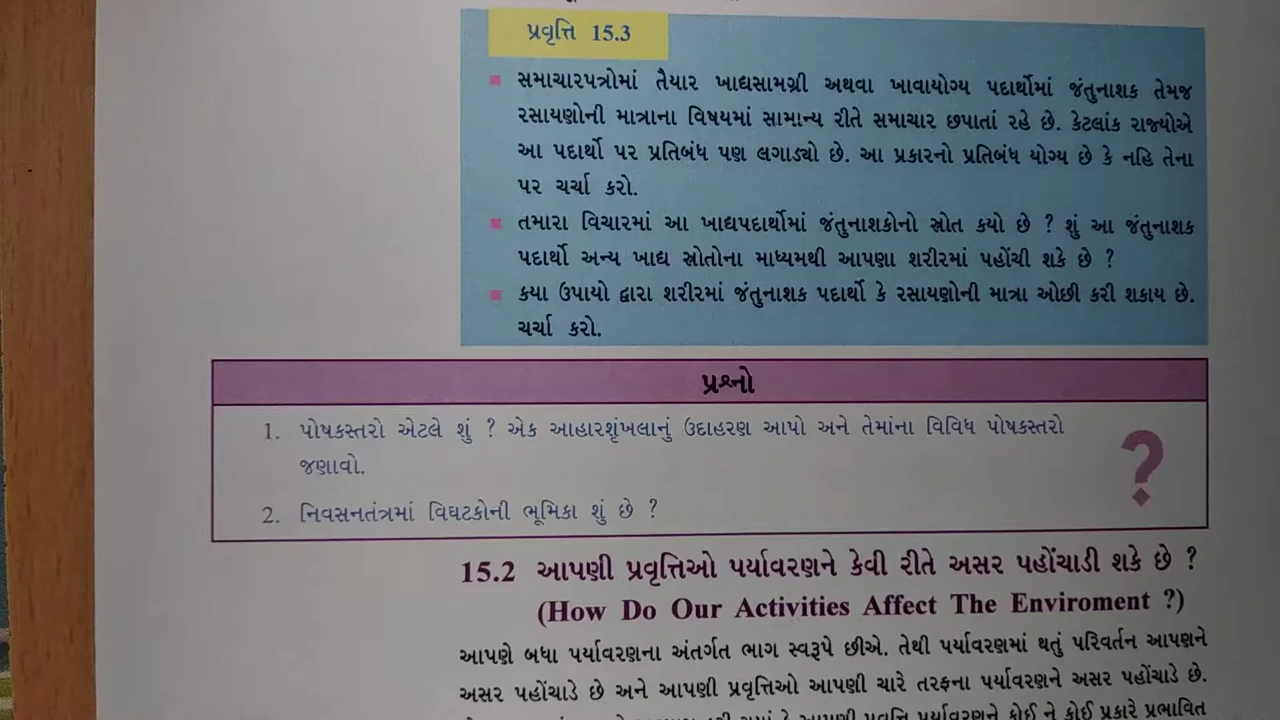 પ્રવૃત્તિ 15.3
■ સમાચારપત્રોમાં તૈયાર ખાદ્યસામગ્રી અથવા ખાવાયોગ્ય પદાર્થોમાં જંતુનાશક તેમજ
રસાયણોની માત્રાના વિષયમાં સામાન્ય રીતે સમાચાર છપાતાં રહે છે. કેટલાંક રાજ્યોએ
આ પદાર્થો પર પ્રતિબંધ પણ લગાડ્યો છે. આ પ્રકારનો પ્રતિબંધ યોગ્ય છે કે નહિ તેના
પર ચર્ચા કરો.
■ તમારા વિચારમાં આ ખાદ્યપદાર્થોમાં જંતુનાશકોનો સ્રોત કયો છે ? શું આ જંતુનાશક
પદાર્થો અન્ય ખાદ્ય સ્રોતોના માધ્યમથી આપણા શરીરમાં પહોંચી શકે છે ?
■ કયા ઉપાયો દ્વારા શરીરમાં જંતુનાશક પદાર્થો કે રસાયણોની માત્રા ઓછી કરી શકાય છે.
ચર્ચા કરો.
પ્રશ્નો
1. પોષકસ્તરો એટલે શું ? એક આહારશૃંખલાનું ઉદાહરણ આપો અને તેમાંના વિવિધ પોષકસ્તરો
જણાવો.
?
2. નિવસનતંત્રમાં વિઘટકોની ભૂમિકા શું છે ?
15.2 આપણી પ્રવૃત્તિઓ પર્યાવરણને કેવી રીતે અસર પહોંચાડી શકે છે ?
(How Do Our Activities Affect The Enviroment ?)
આપણે બધા પર્યાવરણના અંતર્ગત ભાગ સ્વરૂપે છીએ. તેથી પર્યાવરણમાં થતું પરિવર્તન આપણને
અસર પહોંચાડે છે અને આપણી પ્રવૃત્તિઓ આપણી ચારે તરફના પર્યાવરણને અસર પહોંચાડે છે.
આપણી પ્રવૃત્તિ પર્યાવરણને કોઈ ને કોઈ પ્રકારે પ્રભાવિત